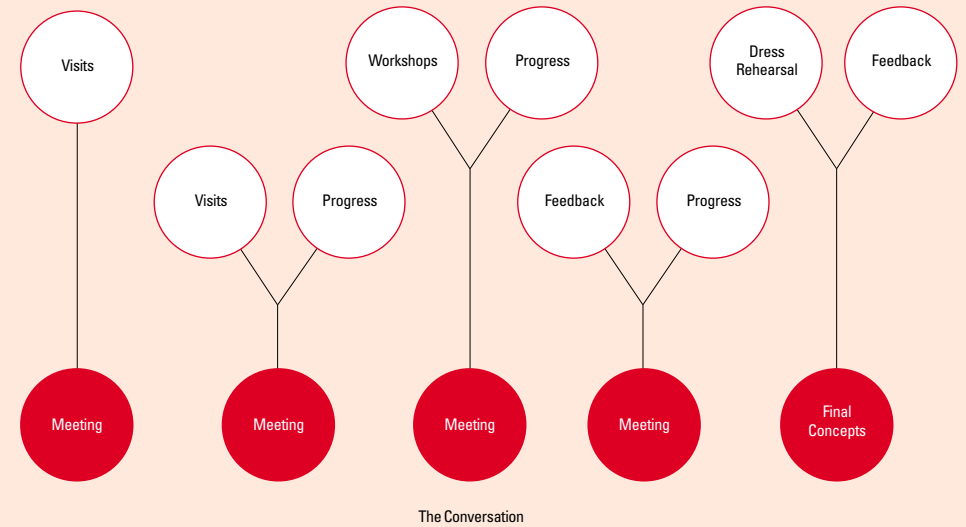 Visits
Workshops
Progress
Dress
Rehearsal
Feedback
Visits
Progress
Feedback
Progress
Meeting
Meeting
Meeting
Meeting
Final
Concepts
The Conversation